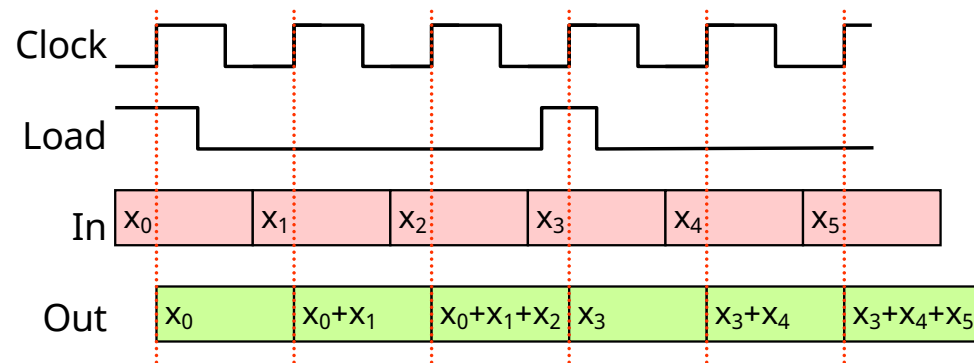 Clock
Load
In x₀ x₁ x₂ x₃ x₄ x₅
Out x₀ x₀+x₁ x₀+x₁+x₂ x₃ x₃+x₄ x₃+x₄+x₅